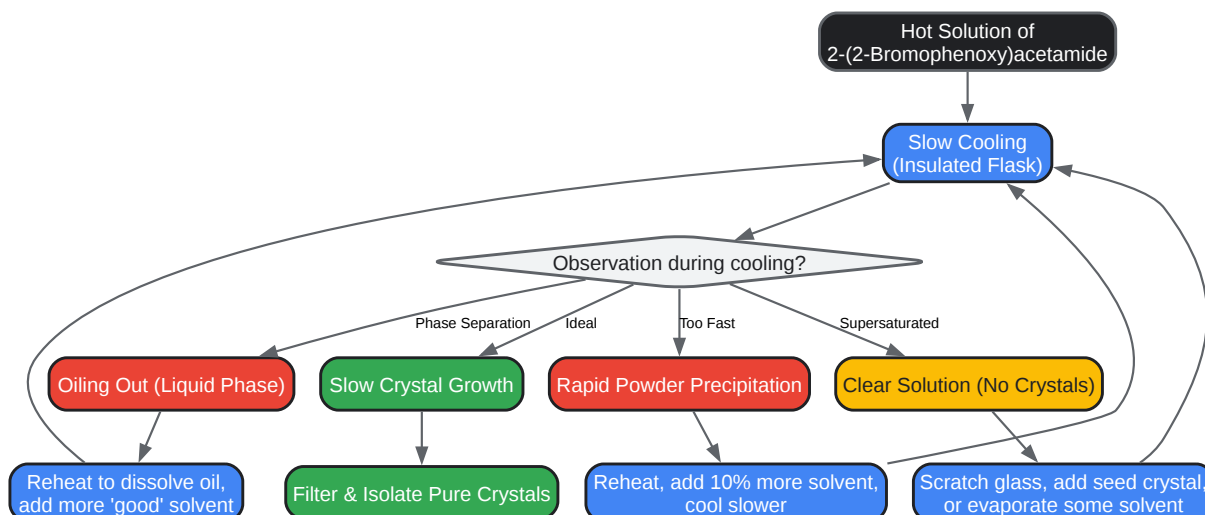 Hot Solution of
2-(2-Bromophenoxy)acetamide
Slow Cooling
(Insulated Flask)
Observation during cooling?
Phase Separation
Ideal
Too Fast
Supersaturated
Oiling Out (Liquid Phase)
Slow Crystal Growth
Rapid Powder Precipitation
Clear Solution (No Crystals)
Reheat to dissolve oil,
add more 'good' solvent
Filter & Isolate Pure Crystals
Reheat, add 10% more solvent,
cool slower
Scratch glass, add seed crystal,
or evaporate some solvent